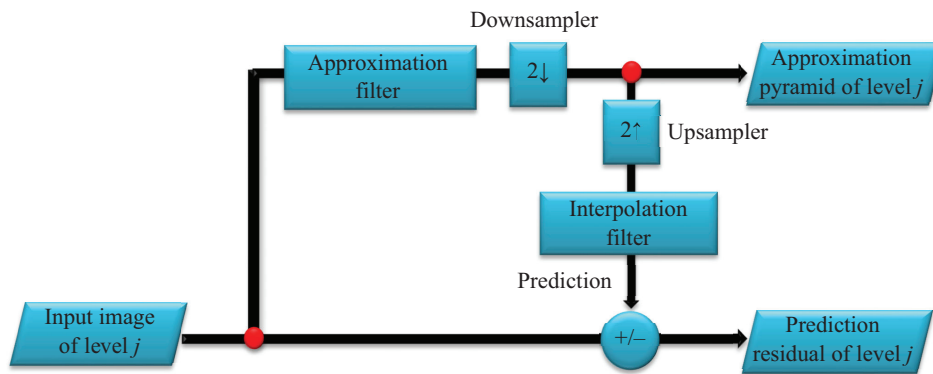 Downsampler
Approximation
filter
2↓
Approximation
pyramid of level j
2↑
Upsampler
Interpolation
filter
Prediction
Input image
of level j
+/–
Prediction
residual of level j